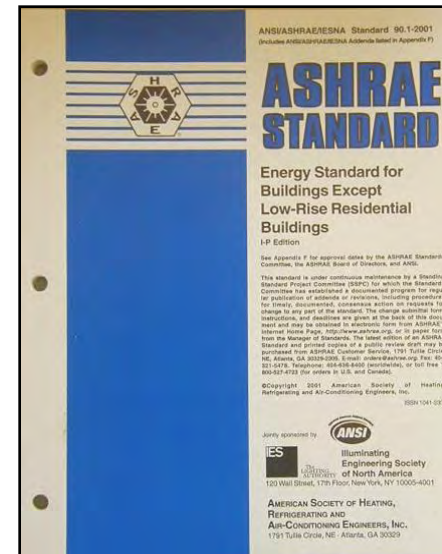 ANSI/ASHRAE/IESNA Standard 90.1-2001
(Includes ANSI/ASHRAE/IESNA Addenda listed in Appendix F)
ASHRAE
STANDARD
ASHRAE
Energy Standard for
Buildings Except
Low-Rise Residential
Buildings
I-P Edition
See Appendix F for approval dates by the ASHRAE Standards
Committee, the ASHRAE Board of Directors, and ANSI.
This standard is under continuous maintenance by a Standing
Standard Project Committee (SSPC) for which the Standards
Committee has established a documented program for regu-
lar publication of addenda or revisions, including procedures
for timely, documented, consensus action on requests for
change to any part of the standard. The change submittal form,
instructions, and deadlines are given at the back of this docu-
ment and may be obtained in electronic form from ASHRAE's
Internet Home Page, http://www.ashrae.org, or in paper form
from the Manager of Standards. The latest edition of an ASHRAE
Standard and printed copies of a public review draft may be
purchased from ASHRAE Customer Service, 1791 Tullie Circle,
NE, Atlanta, GA 30329-2305. E-mail: orders@ashrae.org. Fax: 404-
321-5478. Telephone: 404-636-8400 (worldwide), or toll free 1-
800-527-4723 (for orders in U.S. and Canada).
©Copyright 2001 American Society of Heating,
Refrigerating and Air-Conditioning Engineers, Inc.
ISSN 1041-
Jointly sponsored by
ANSI
IES
The
LIGHTING
AUTHORITY
Illuminating
Engineering Society
of North America
120 Wall Street, 17th Floor, New York, NY 10005-4001
AMERICAN SOCIETY OF HEATING,
REFRIGERATING AND
AIR-CONDITIONING ENGINEERS, INC.
1791 Tullie Circle, NE · Atlanta, GA 30329